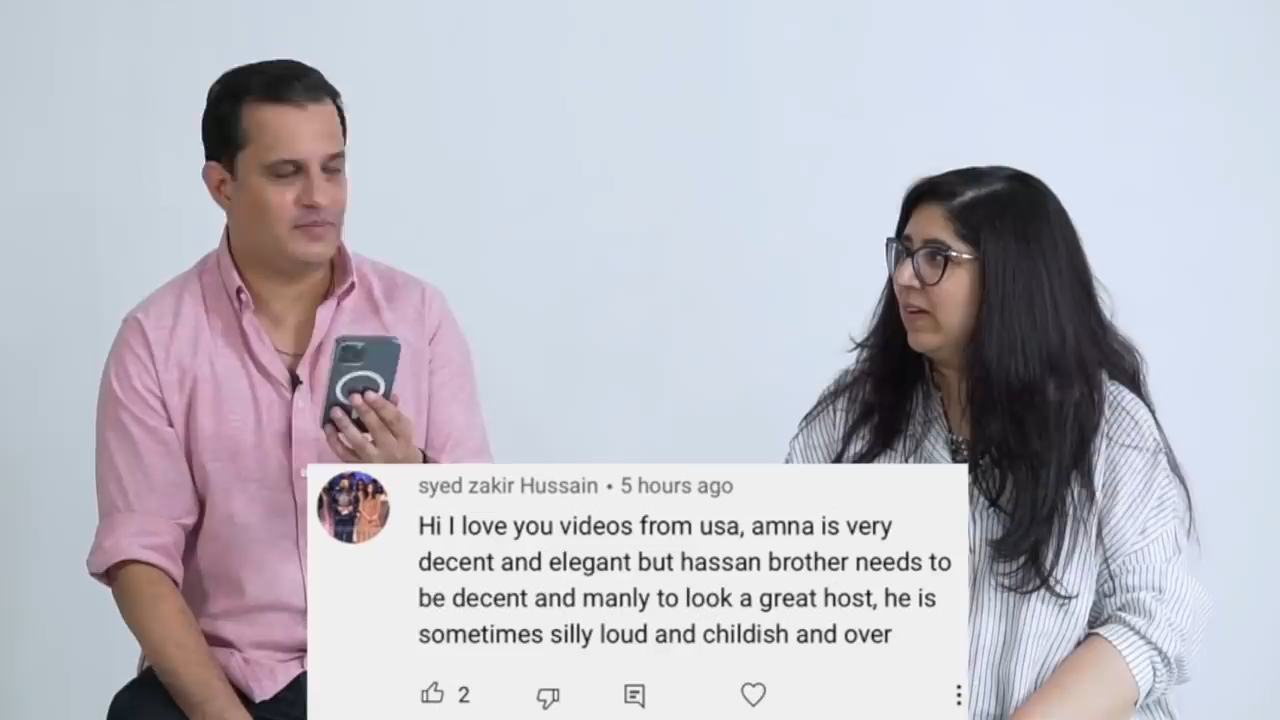 syed zakir Hussain • 5 hours ago
Hi I love you videos from usa, amna is very
decent and elegant but hassan brother needs to
be decent and manly to look a great host, he is
sometimes silly loud and childish and over
2